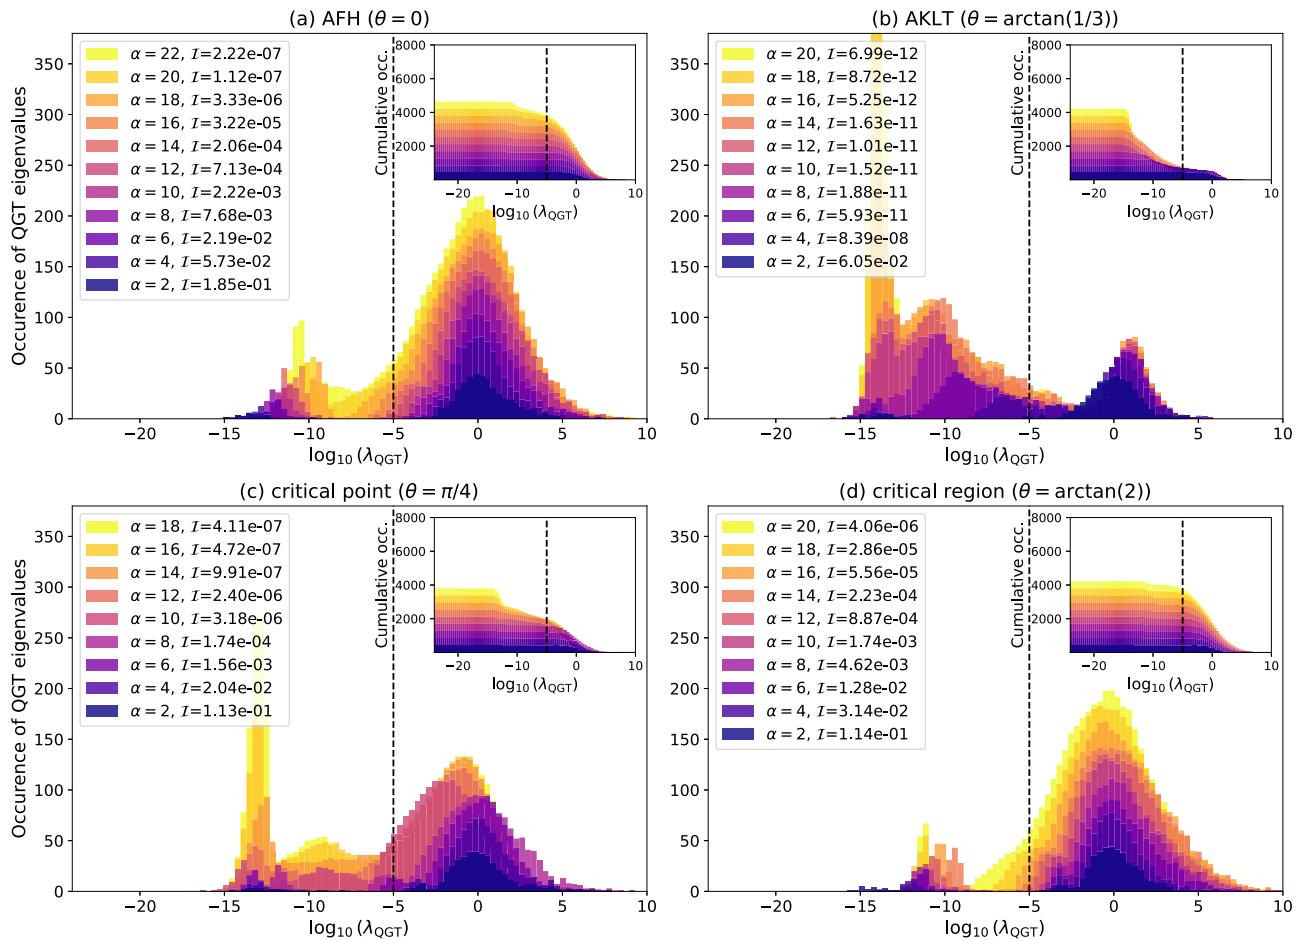 (a) AFH (θ = 0)
350
300
250
200
150
100
50
0
Occurence of QGT eigenvalues
α = 22, ℐ=2.22e-07
α = 20, ℐ=1.12e-07
α = 18, ℐ=3.33e-06
α = 16, ℐ=3.22e-05
α = 14, ℐ=2.06e-04
α = 12, ℐ=7.13e-04
α = 10, ℐ=2.22e-03
α = 8, ℐ=7.68e-03
α = 6, ℐ=2.19e-02
α = 4, ℐ=5.73e-02
α = 2, ℐ=1.85e-01
8000
6000
4000
2000
Cumulative occ.
−20 −10 0 10
log₁₀ (λ_QGT)
−20 −15 −10 −5 0 5 10
log₁₀ (λ_QGT)
(b) AKLT (θ = arctan(1/3))
350
300
250
200
150
100
50
0
α = 20, ℐ=6.99e-12
α = 18, ℐ=8.72e-12
α = 16, ℐ=5.25e-12
α = 14, ℐ=1.63e-11
α = 12, ℐ=1.01e-11
α = 10, ℐ=1.52e-11
α = 8, ℐ=1.88e-11
α = 6, ℐ=5.93e-11
α = 4, ℐ=8.39e-08
α = 2, ℐ=6.05e-02
8000
6000
4000
2000
Cumulative occ.
−20 −10 0 10
log₁₀ (λ_QGT)
−20 −15 −10 −5 0 5 10
log₁₀ (λ_QGT)
(c) critical point (θ = π/4)
350
300
250
200
150
100
50
0
Occurence of QGT eigenvalues
α = 18, ℐ=4.11e-07
α = 16, ℐ=4.72e-07
α = 14, ℐ=9.91e-07
α = 12, ℐ=2.40e-06
α = 10, ℐ=3.18e-06
α = 8, ℐ=1.74e-04
α = 6, ℐ=1.56e-03
α = 4, ℐ=2.04e-02
α = 2, ℐ=1.13e-01
8000
6000
4000
2000
Cumulative occ.
−20 −10 0 10
log₁₀ (λ_QGT)
−20 −15 −10 −5 0 5 10
log₁₀ (λ_QGT)
(d) critical region (θ = arctan(2))
350
300
250
200
150
100
50
0
α = 20, ℐ=4.06e-06
α = 18, ℐ=2.86e-05
α = 16, ℐ=5.56e-05
α = 14, ℐ=2.23e-04
α = 12, ℐ=8.87e-04
α = 10, ℐ=1.74e-03
α = 8, ℐ=4.62e-03
α = 6, ℐ=1.28e-02
α = 4, ℐ=3.14e-02
α = 2, ℐ=1.14e-01
8000
6000
4000
2000
Cumulative occ.
−20 −10 0 10
log₁₀ (λ_QGT)
−20 −15 −10 −5 0 5 10
log₁₀ (λ_QGT)